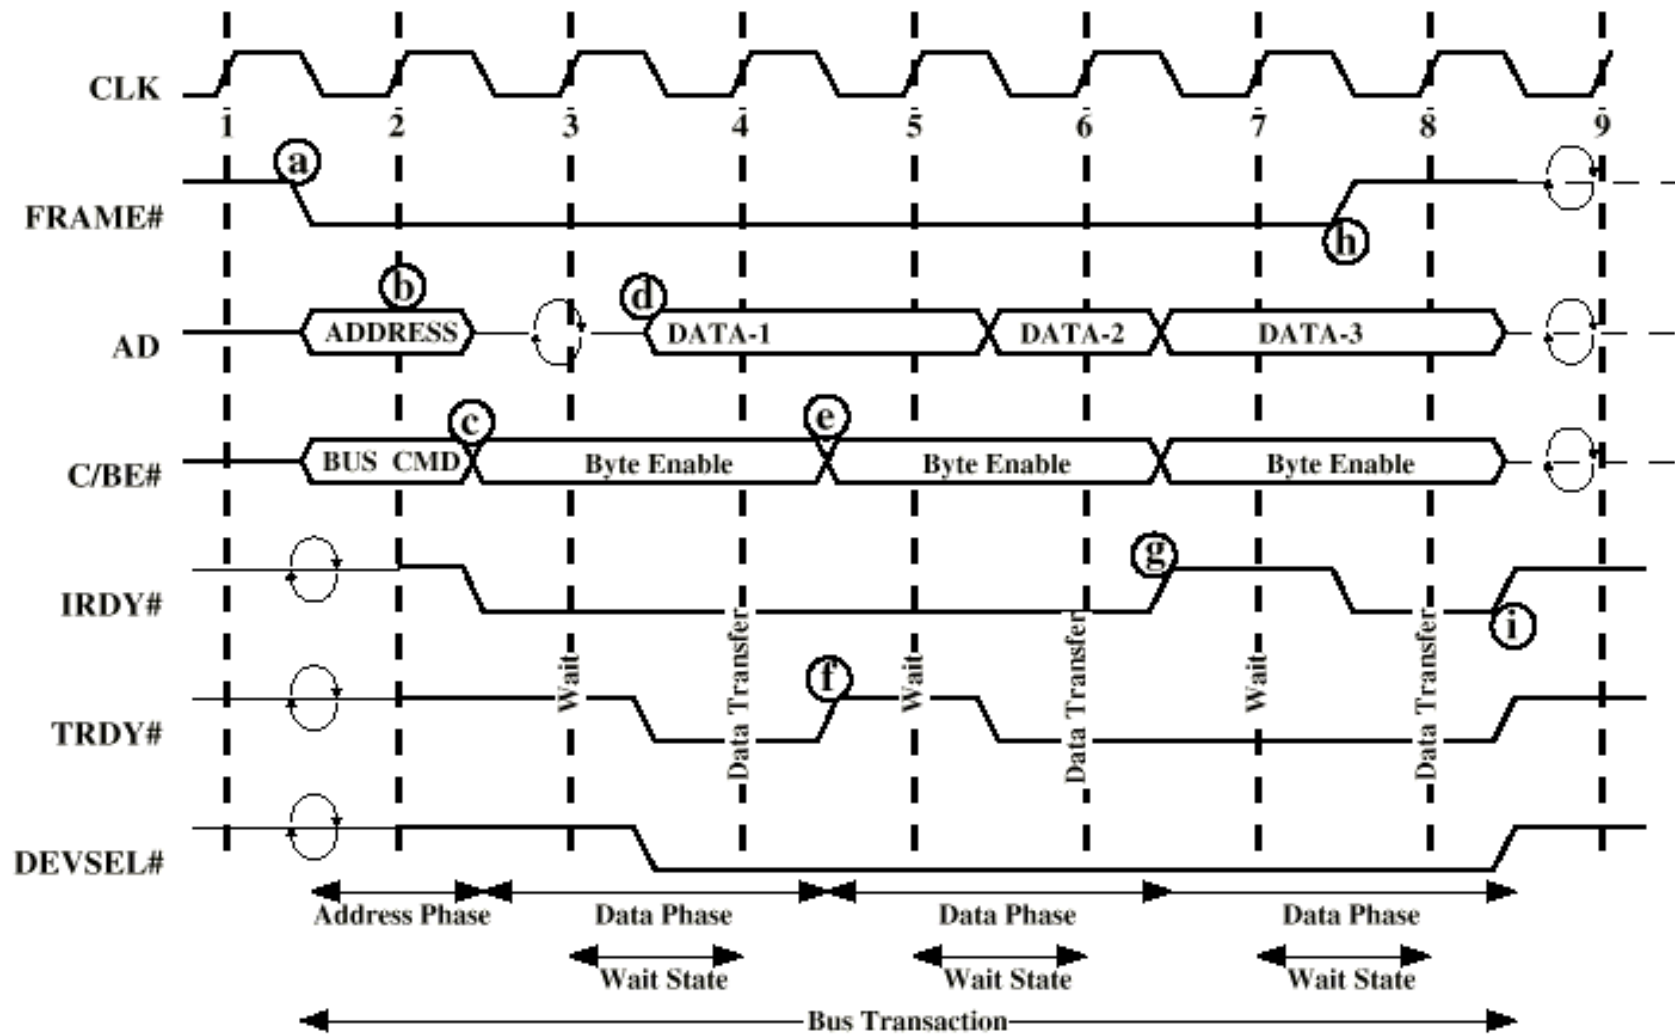 CLK
1 2 3 4 5 6 7 8 9
a
FRAME#
h
b
d
AD
ADDRESS DATA-1 DATA-2 DATA-3
c
e
C/BE#
BUS CMD Byte Enable Byte Enable Byte Enable
g
IRDY#
i
Wait
Data Transfer
Wait
Data Transfer
Wait
Data Transfer
f
TRDY#
DEVSEL#
Address Phase Data Phase Data Phase Data Phase
Wait State Wait State Wait State
Bus Transaction